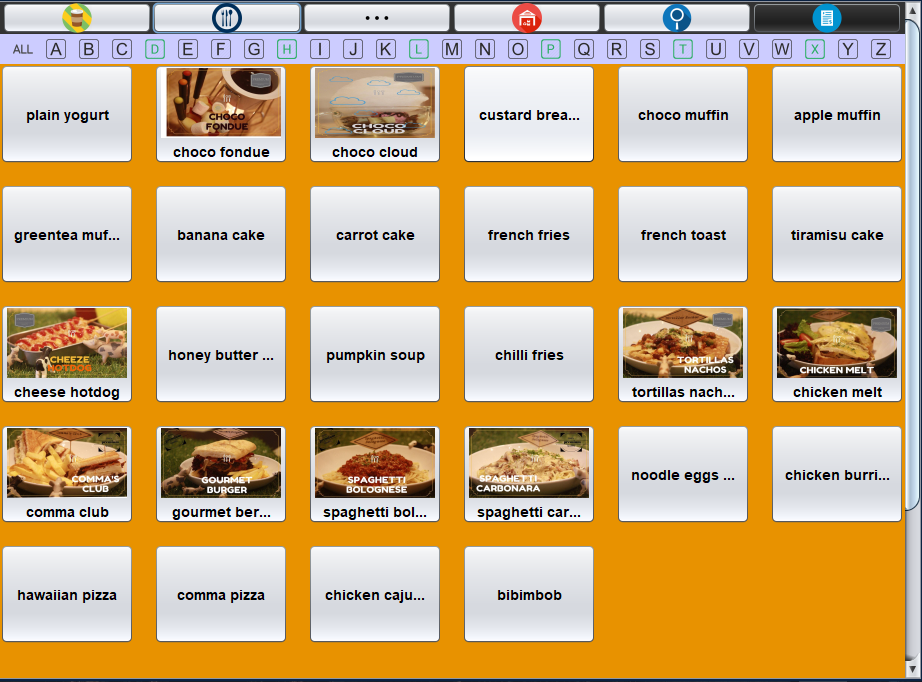 •••
ALL A B C D E F G H I J K L M N O P Q R S T U V W X Y Z
plain yogurt
CHOCO
FONDUE
choco fondue
CHOCO
CLOUD
choco cloud
custard brea...
choco muffin
apple muffin
greentea muf...
banana cake
carrot cake
french fries
french toast
tiramisu cake
CHEEZE
HOTDOG
cheese hotdog
honey butter ...
pumpkin soup
chilli fries
TORTILLAS
NACHOS
tortillas nach...
CHICKEN MELT
chicken melt
COMMA'S
CLUB
comma club
GOURMET
BURGER
gourmet ber...
SPAGHETTI
BOLOGNESE
spaghetti bol...
SPAGHETTI
CARBONARA
spaghetti car...
noodle eggs ...
chicken burri...
hawaiian pizza
comma pizza
chicken caju...
bibimbob